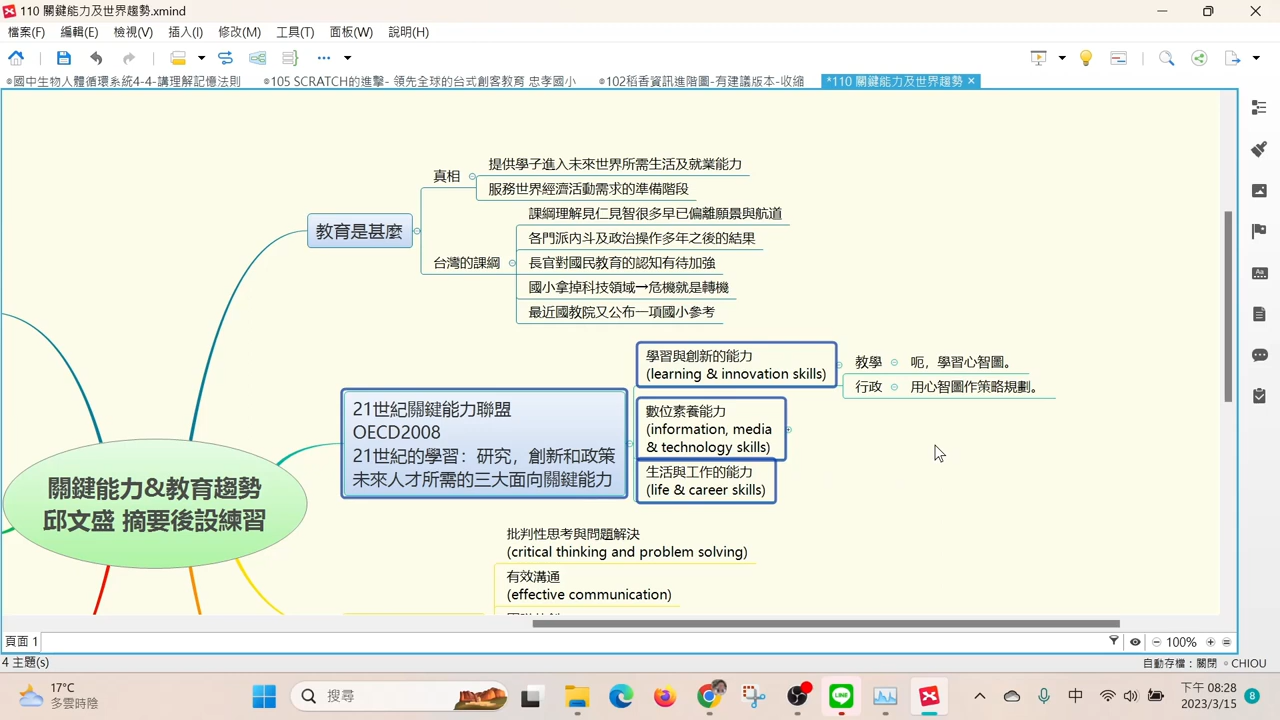 110 關鍵能力及世界趨勢.xmind
檔案(F) 編輯(E) 檢視(V) 插入(I) 修改(M) 工具(T) 面板(W) 說明(H)
國中生物人體循環系統4-4-講理解記憶法則
105 SCRATCH的進擊- 領先全球的台式創客教育 忠孝國小
102稻香資訊進階圖-有建議版本-收縮
*110 關鍵能力及世界趨勢
教育是甚麼
真相
提供學子進入未來世界所需生活及就業能力
服務世界經濟活動需求的準備階段
台灣的課綱
課綱理解見仁見智很多早已偏離願景與航道
各門派內斗及政治操作多年之後的結果
長官對國民教育的認知有待加強
國小拿掉科技領域→危機就是轉機
最近國教院又公布一項國小參考
21世紀關鍵能力聯盟
OECD2008
21世紀的學習：研究，創新和政策
未來人才所需的三大面向關鍵能力
學習與創新的能力
(learning & innovation skills)
教學
呃，學習心智圖。
行政
用心智圖作策略規劃。
數位素養能力
(information, media
& technology skills)
生活與工作的能力
(life & career skills)
關鍵能力&教育趨勢
邱文盛 摘要後設練習
批判性思考與問題解決
(critical thinking and problem solving)
有效溝通
(effective communication)
頁面 1
100%
4 主題(s)
自動存檔：關閉
CHIOU
17°C
多雲時陰
搜尋
中
下午 08:28
2023/3/15
8